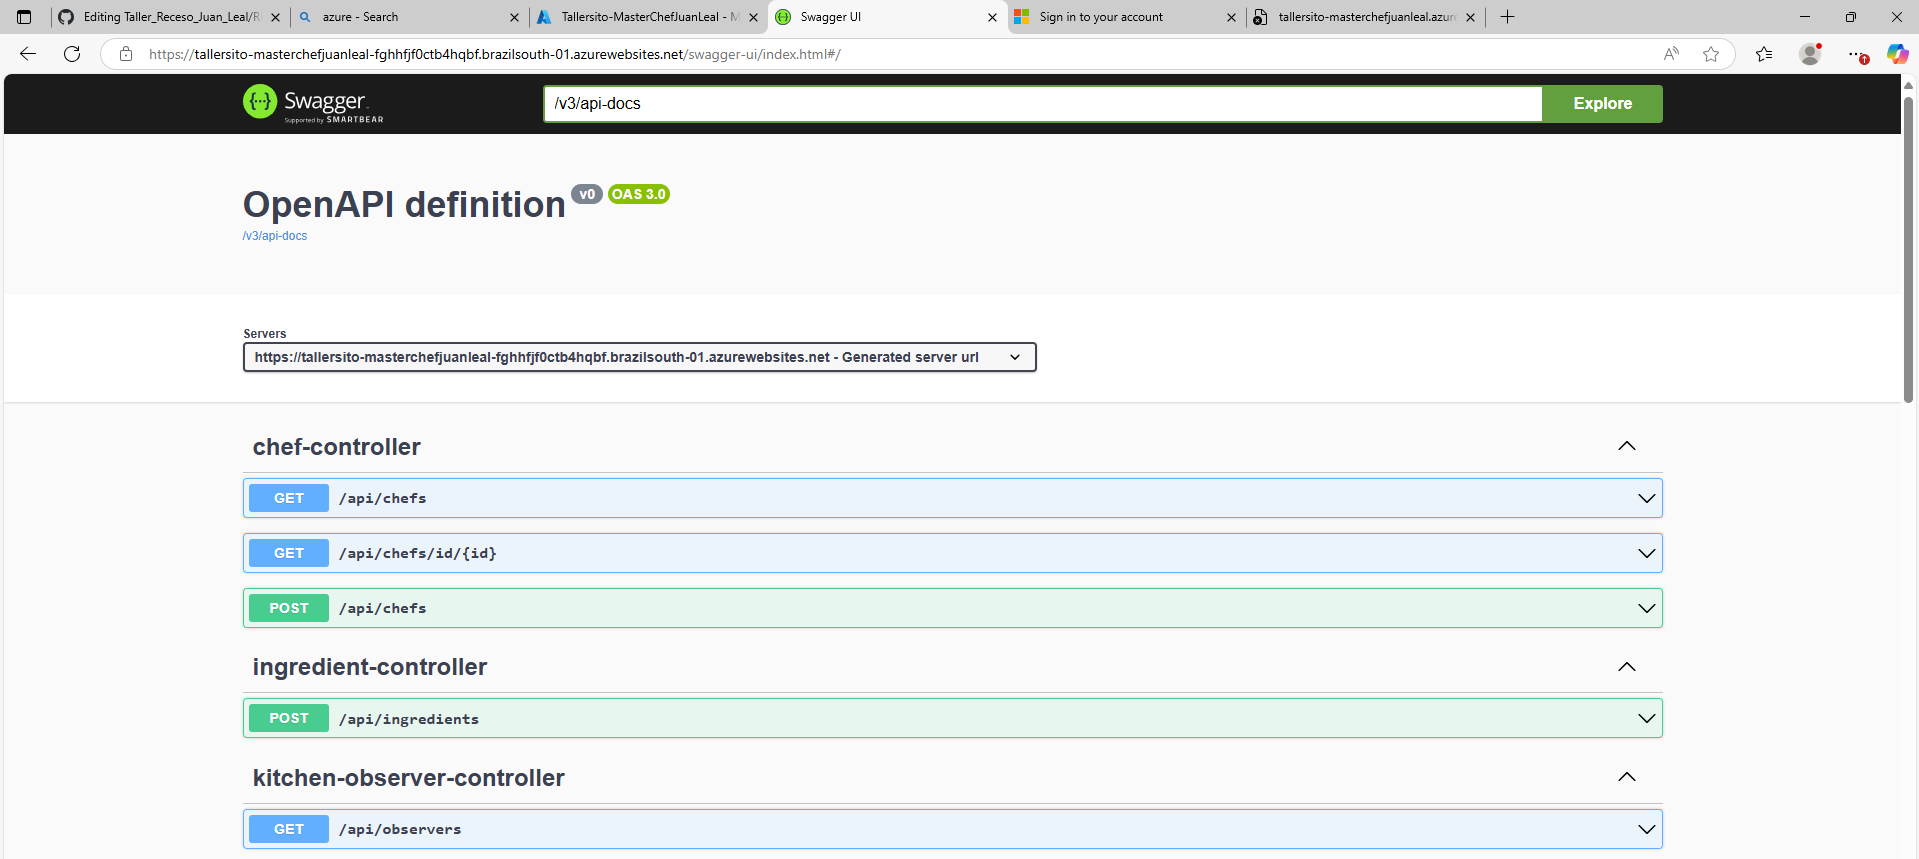 Editing Taller_Receso_Juan_Leal/R
azure - Search
Tallersito-MasterChefJuanLeal - M
Swagger UI
Sign in to your account
tallersito-masterchefjuanleal.azure
https://tallersito-masterchefjuanleal-fghhfjf0ctb4hqbf.brazilsouth-01.azurewebsites.net/swagger-ui/index.html#/
Swagger
Supported by SMARTBEAR
/v3/api-docs
Explore
OpenAPI definition v0 OAS 3.0
/v3/api-docs
Servers
https://tallersito-masterchefjuanleal-fghhfjf0ctb4hqbf.brazilsouth-01.azurewebsites.net - Generated server url
chef-controller
GET /api/chefs
GET /api/chefs/id/{id}
POST /api/chefs
ingredient-controller
POST /api/ingredients
kitchen-observer-controller
GET /api/observers